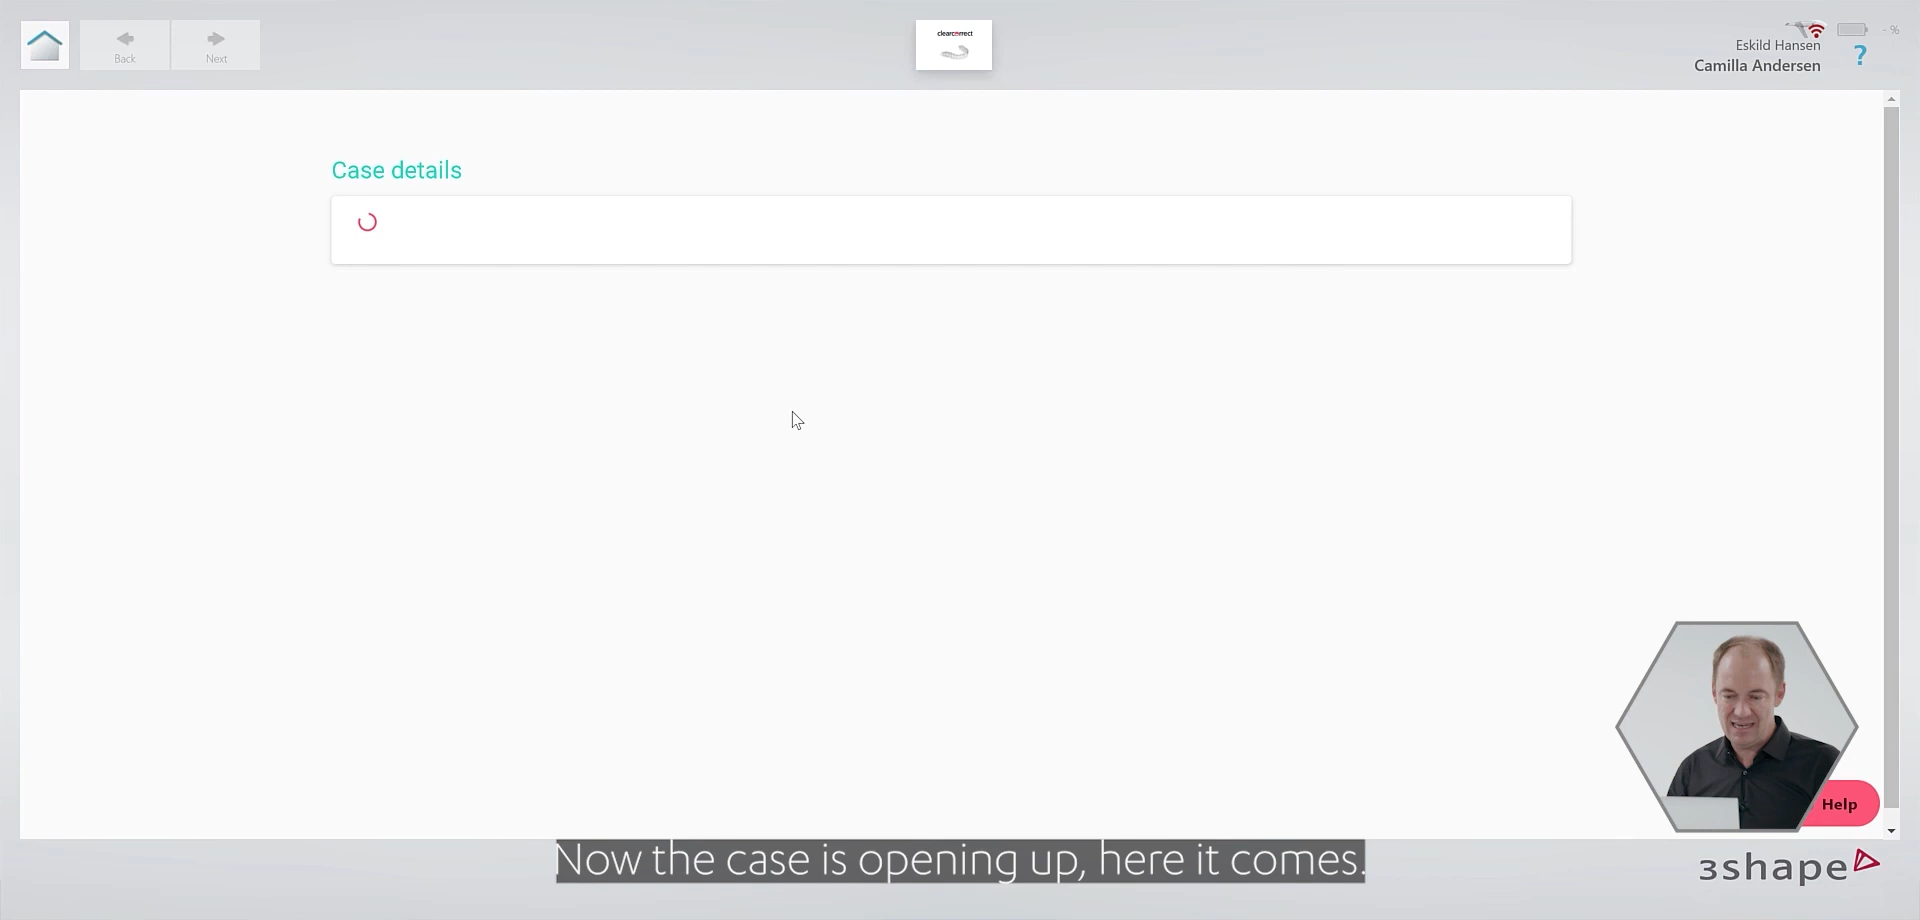 Back
Next
clearcorrect
- %
Eskild Hansen
Camilla Andersen
?
Case details
Help
Now the case is opening up, here it comes.
3shape